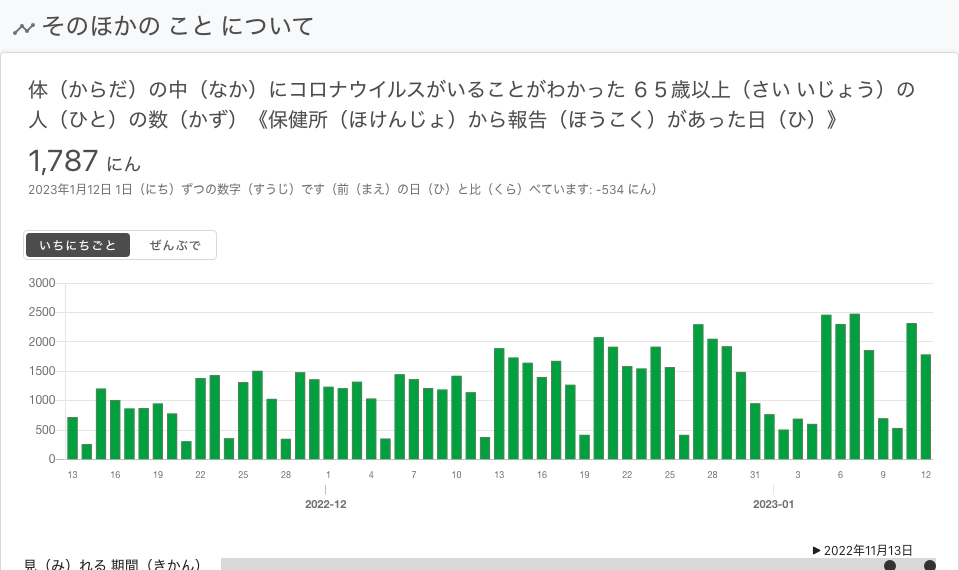 そのほかの こと について
体（からだ）の中（なか）にコロナウイルスがいることがわかった ６５歳以上（さい いじょう）の
人（ひと）の数（かず）《保健所（ほけんじょ）から報告（ほうこく）があった日（ひ）》
1,787 にん
2023年1月12日 1日（にち）ずつの数字（すうじ）です（前（まえ）の日（ひ）と比（くら）べています: -534 にん）
いちにちごと ぜんぶで
3000
2500
2000
1500
1000
500
0
13 16 19 22 25 28 1 4 7 10 13 16 19 22 25 28 31 3 6 9 12
2022-12 2023-01
▶ 2022年11月13日
見（み）れる 期間（きかん）